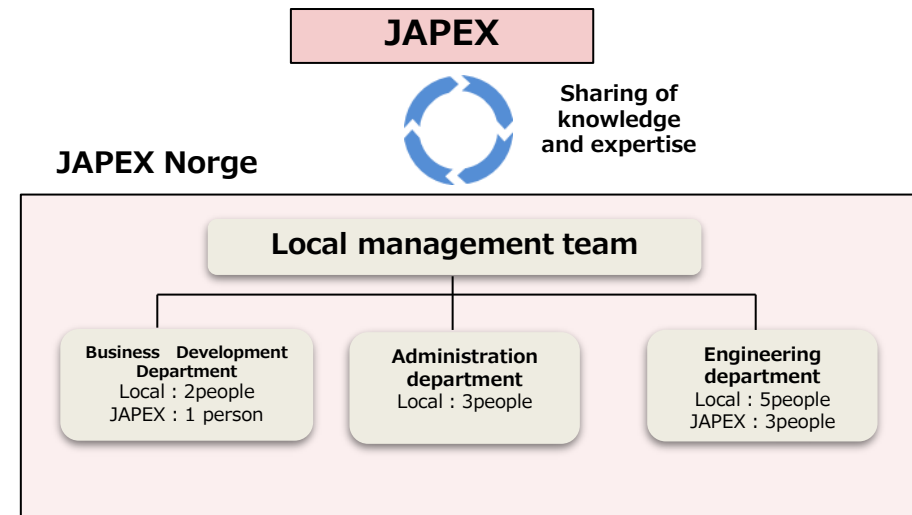 JAPEX
Sharing of
knowledge
and expertise
JAPEX Norge
Local management team
Business Development
Department
Local : 2people
JAPEX : 1 person
Administration
department
Local : 3people
Engineering
department
Local : 5people
JAPEX : 3people